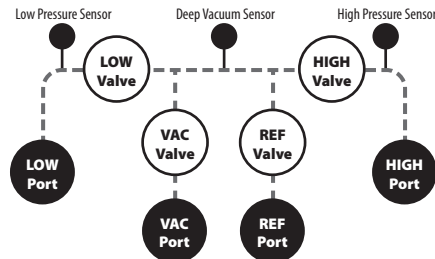 Low Pressure Sensor
Deep Vacuum Sensor
High Pressure Sensor
LOW
Valve
HIGH
Valve
VAC
Valve
REF
Valve
LOW
Port
HIGH
Port
VAC
Port
REF
Port